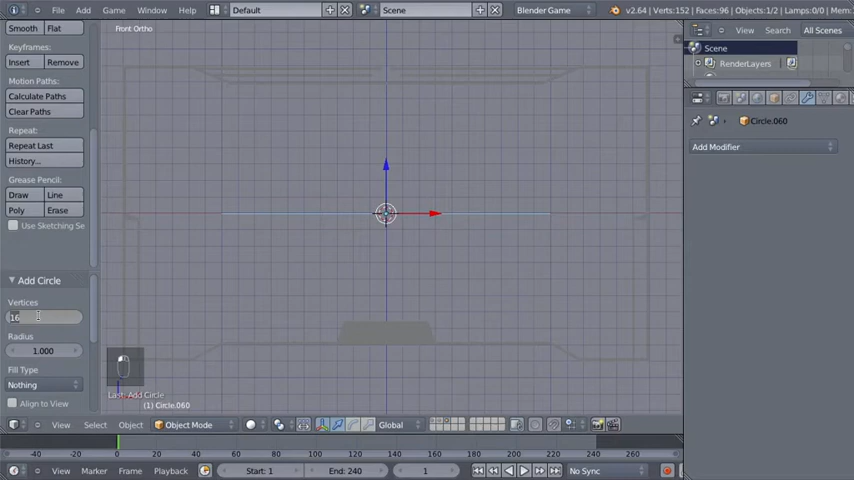 File Add Game Window Help Default Scene Blender Game v2.64 | Verts:152 | Faces:96 | Objects:1/2 | Lamps:0/0 | Mem:
Smooth Flat
Front Ortho
View Search All Scenes
Keyframes:
Scene
Insert Remove
RenderLayers
Motion Paths:
Calculate Paths
Clear Paths
Circle.060
Repeat:
Repeat Last
Add Modifier
History...
Grease Pencil:
Draw Line
Poly Erase
Use Sketching Se
Add Circle
Vertices
16
Radius
1.000
Fill Type
Nothing
Last: Add Circle
Align to View
(1) Circle.060
View Select Object Object Mode Global
-40 -20 0 20 40 60 80 100 120 140 160 180 200 220 240 260
View Marker Frame Playback Start: 1 End: 240 1 No Sync